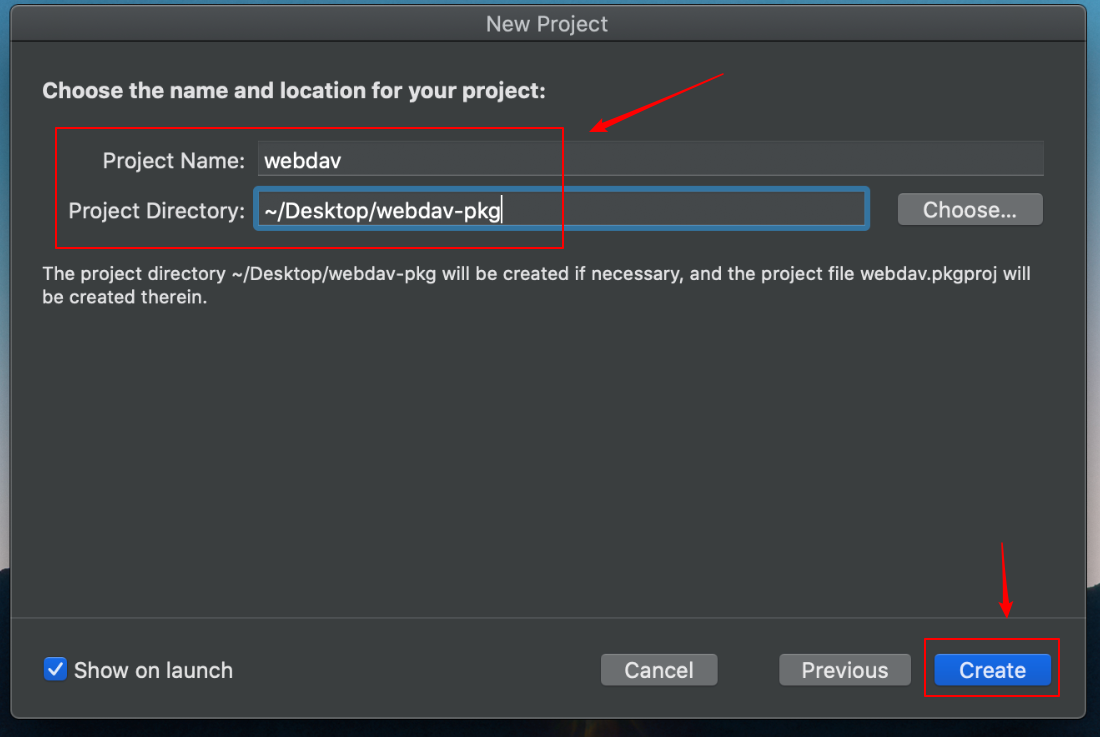 New Project
Choose the name and location for your project:
Project Name: webdav
Project Directory: ~/Desktop/webdav-pkg Choose...
The project directory ~/Desktop/webdav-pkg will be created if necessary, and the project file webdav.pkgproj will
be created therein.
Show on launch Cancel Previous Create